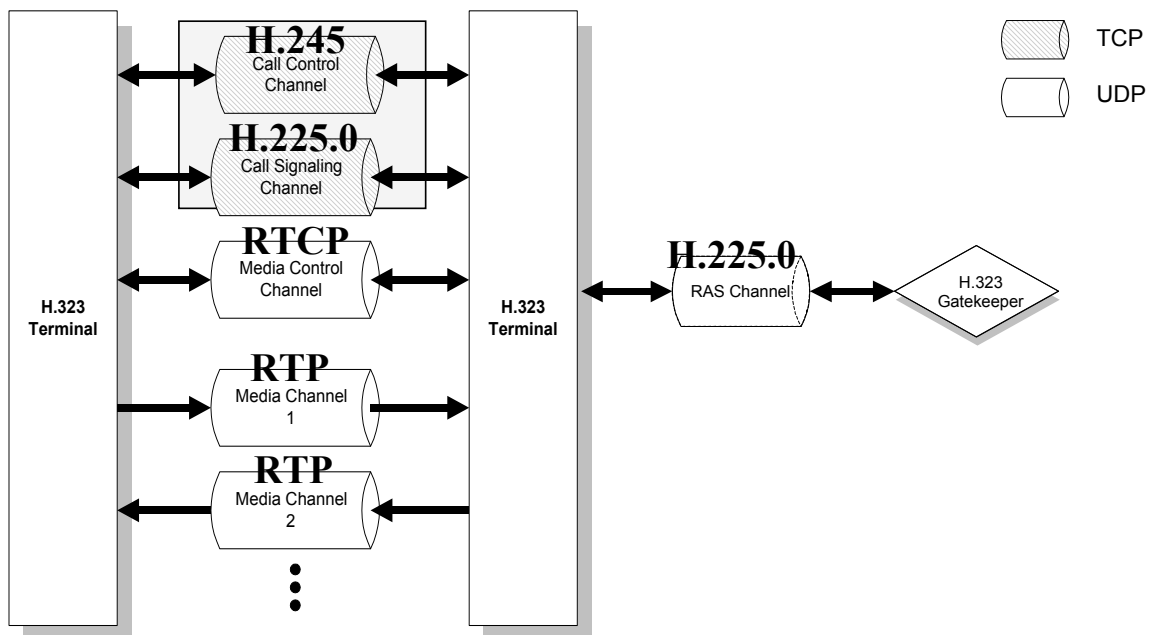 H.245
Call Control
Channel
H.225.0
Call Signaling
Channel
RTCP
Media Control
Channel
H.323
Terminal
RTP
Media Channel
1
RTP
Media Channel
2
H.323
Terminal
H.225.0
RAS Channel
H.323
Gatekeeper
TCP
UDP